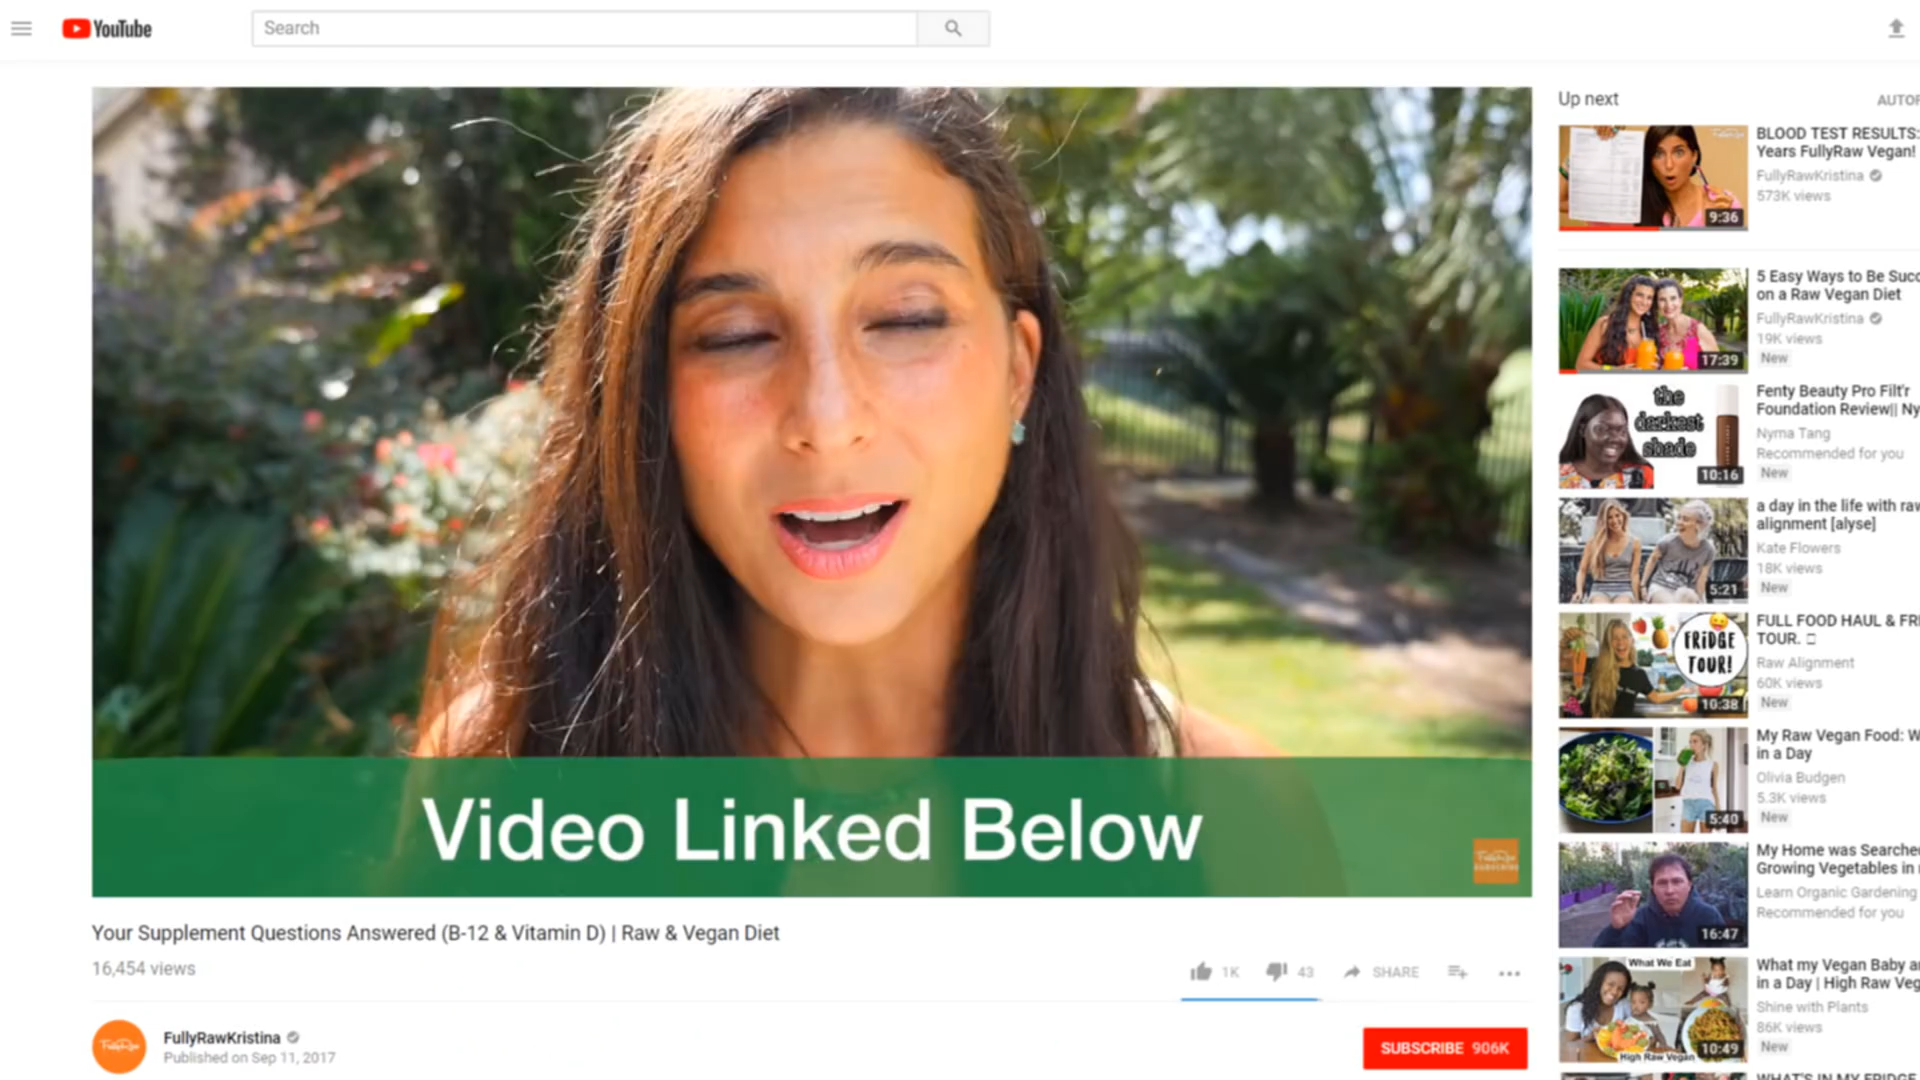 YouTube
Search
Video Linked Below
Your Supplement Questions Answered (B-12 & Vitamin D) | Raw & Vegan Diet
16,454 views
1K
43
SHARE
FullyRawKristina
Published on Sep 11, 2017
SUBSCRIBE 906K
Up next
AUTOP
9:36
BLOOD TEST RESULTS:
Years FullyRaw Vegan!
FullyRawKristina
573K views
17:39
5 Easy Ways to Be Succ
on a Raw Vegan Diet
FullyRawKristina
19K views
New
the
darkest
shade
10:16
Fenty Beauty Pro Filt'r
Foundation Review|| Ny
Nyma Tang
Recommended for you
New
5:21
a day in the life with raw
alignment [alyse]
Kate Flowers
18K views
New
FRIDGE
TOUR!
10:38
FULL FOOD HAUL & FRI
TOUR.
Raw Alignment
60K views
New
5:40
My Raw Vegan Food: W
in a Day
Olivia Budgen
5.3K views
New
16:47
My Home was Searche
Growing Vegetables in
Learn Organic Gardening
Recommended for you
What We Eat
High Raw Vegan
10:49
What my Vegan Baby a
in a Day | High Raw Veg
Shine with Plants
86K views
New
WHAT'S IN MY FRIDGE